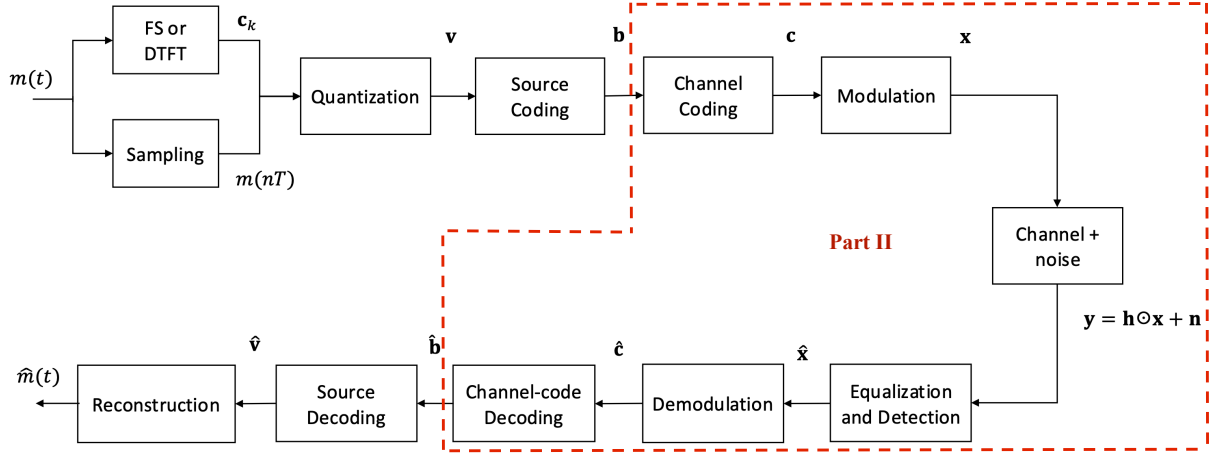 FS or
DTFT
𝐜ₖ
m(t)
Sampling
m(nT)
Quantization
𝐯
Source
Coding
𝐛
Channel
Coding
𝐜
Modulation
𝐱
Part II
Channel +
noise
𝐲 = 𝐡⊙𝐱 + 𝐧
Equalization
and Detection
𝐱̂
Demodulation
𝐜̂
Channel-code
Decoding
𝐛̂
Source
Decoding
𝐯̂
Reconstruction
m̂(t)